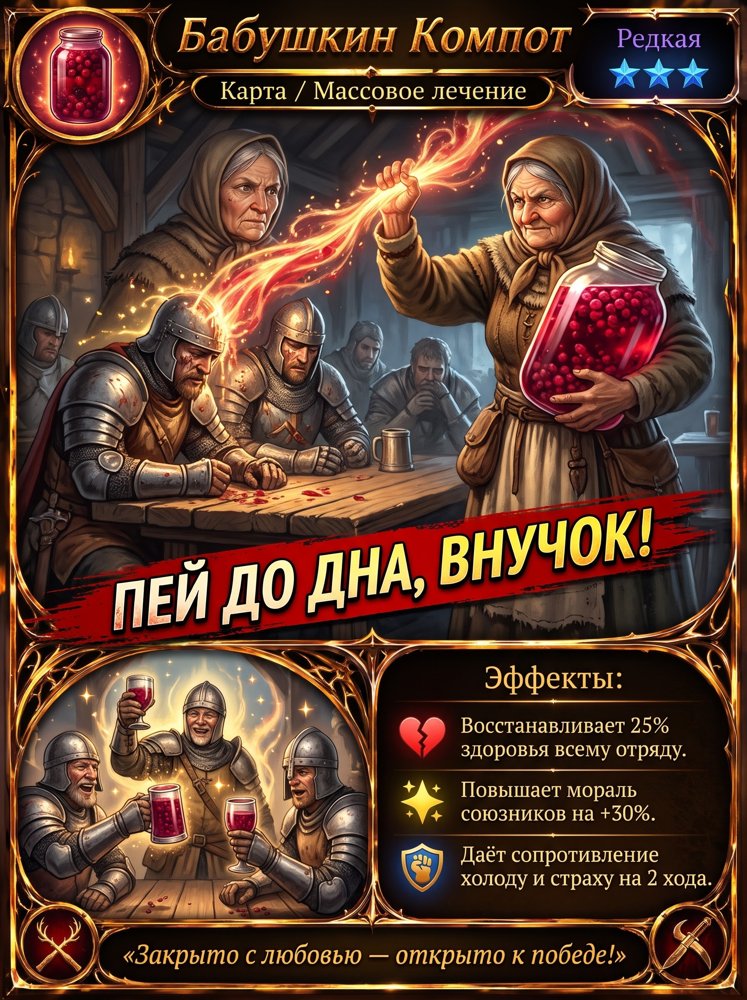 Бабушкин Компот
Редкая
Карта / Массовое лечение
ПЕЙ ДО ДНА, ВНУЧОК!
Эффекты:
Восстанавливает 25%
здоровья всему отряду.
Повышает мораль
союзников на +30%.
Даёт сопротивление
холоду и страху на 2 хода.
«Закрыто с любовью — открыто к победе!»